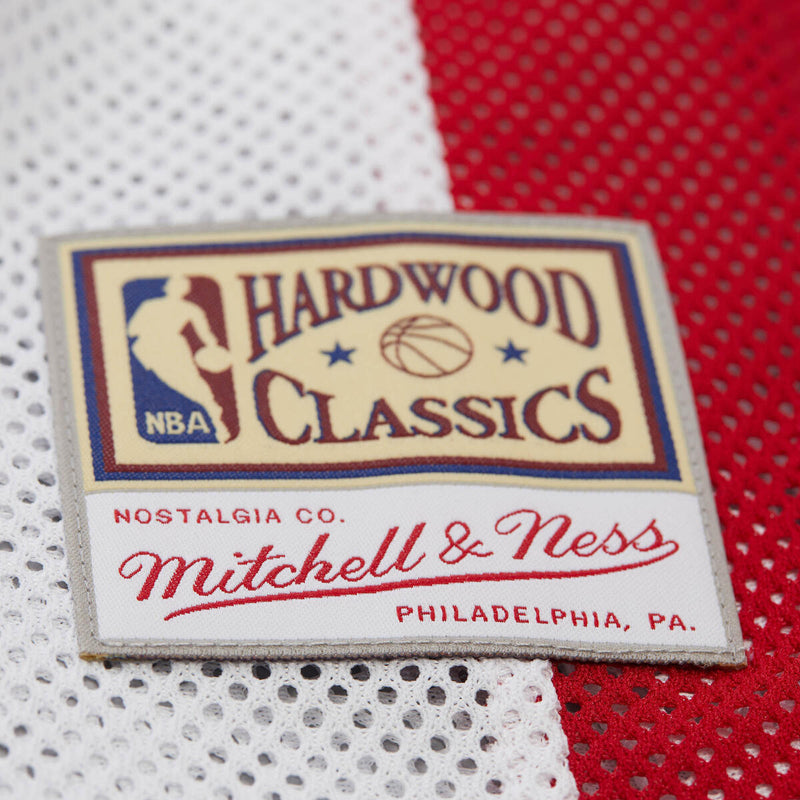 HARDWOOD
NBA CLASSICS
NOSTALGIA CO.
Mitchell & Ness
PHILADELPHIA, PA.